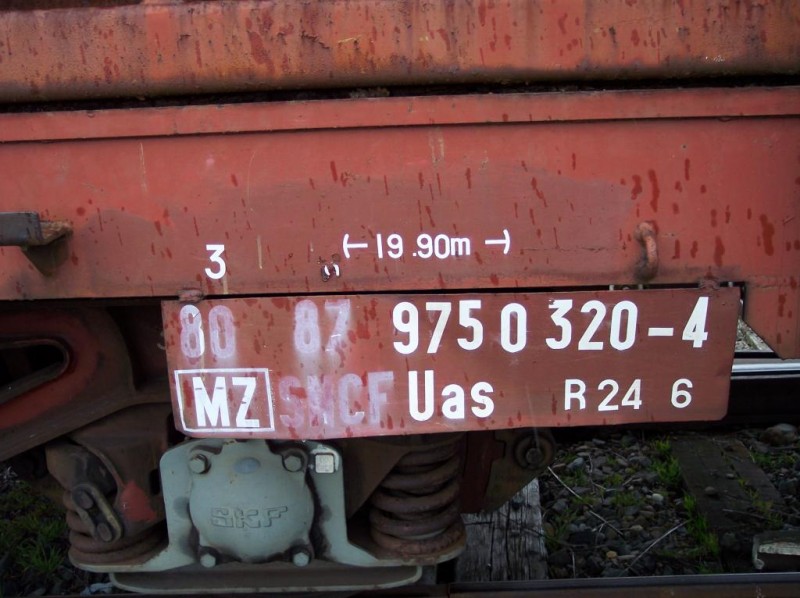 3 19.90m
80 87 975 0 320-4
MZ SNCF Uas R 24 6
SKF